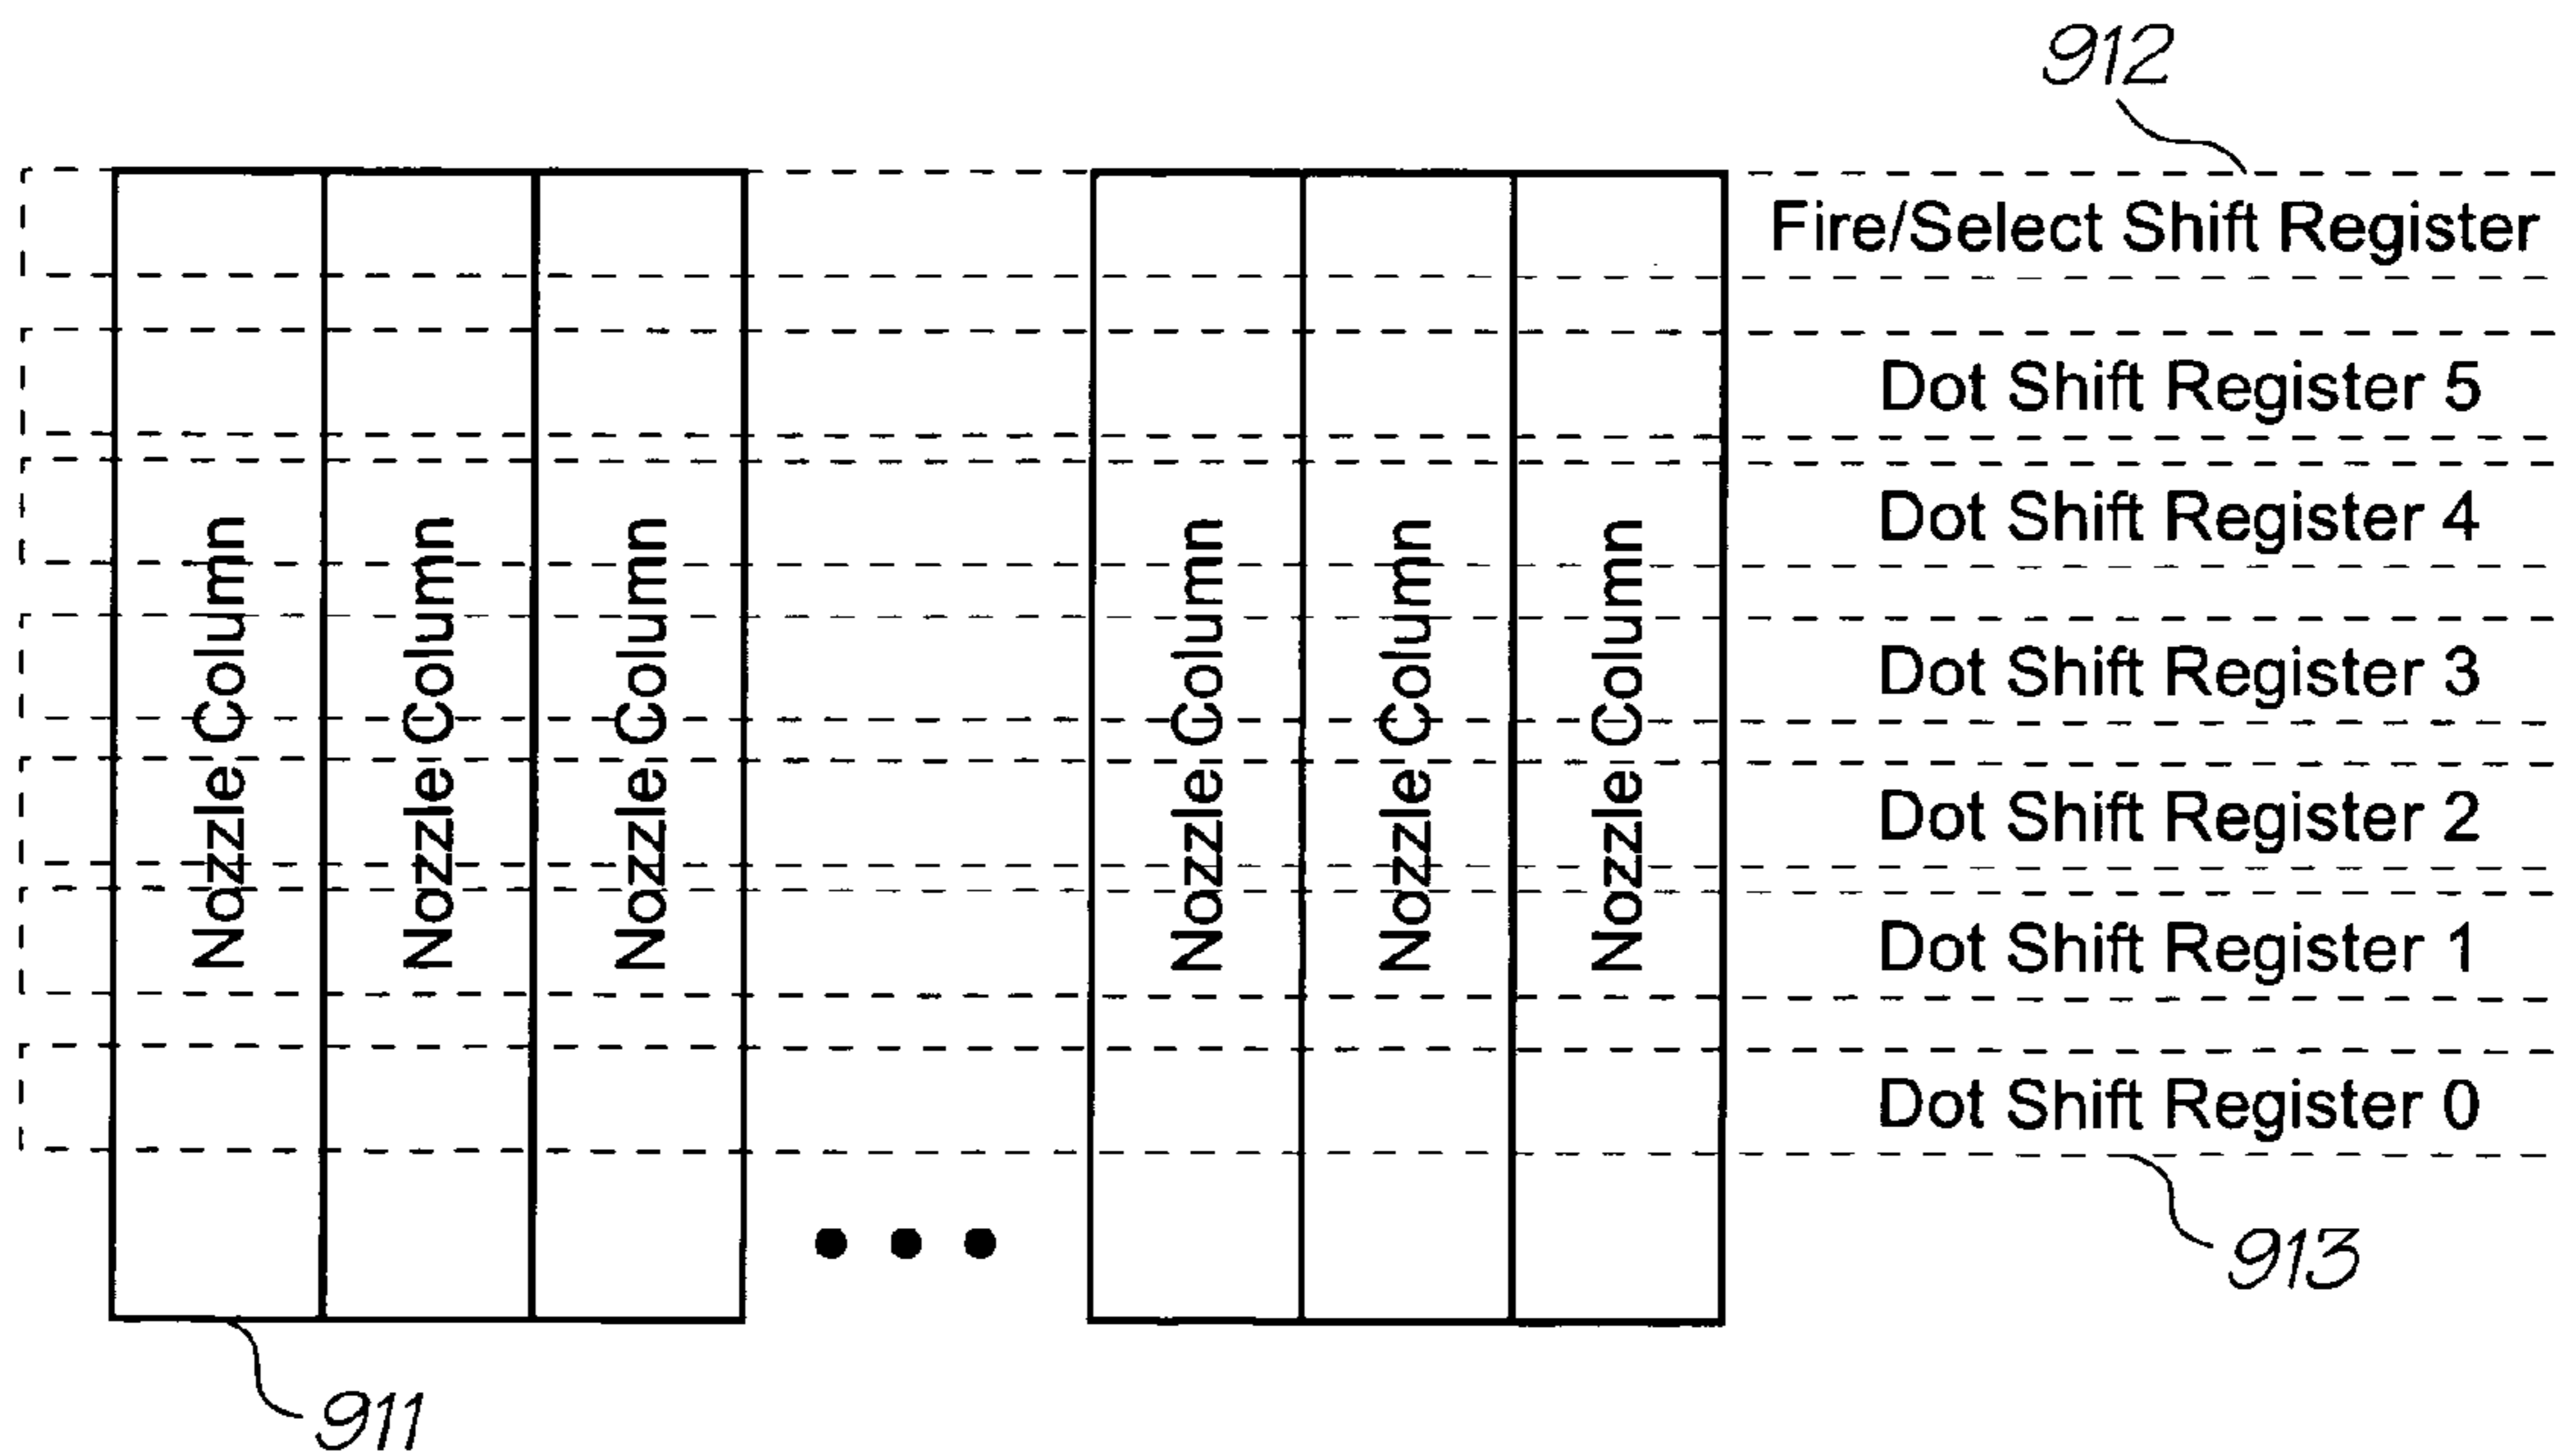 912
Fire/Select Shift Register
Dot Shift Register 5
Dot Shift Register 4
Dot Shift Register 3
Dot Shift Register 2
Dot Shift Register 1
Dot Shift Register 0
Nozzle Column
Nozzle Column
Nozzle Column
Nozzle Column
Nozzle Column
Nozzle Column
913
911